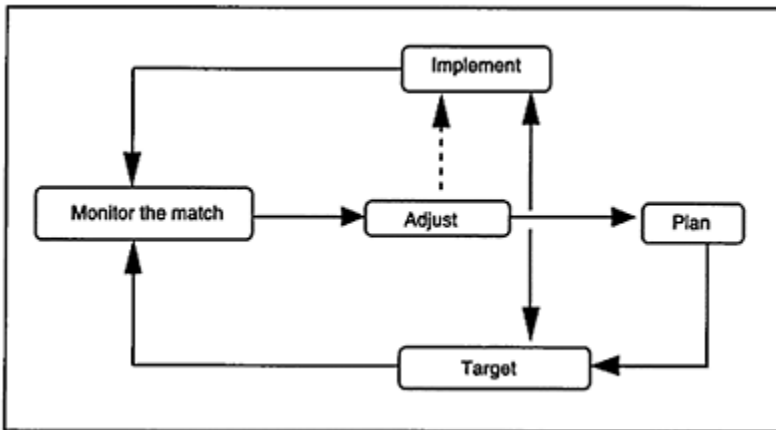 Implement
Monitor the match
Adjust
Plan
Target